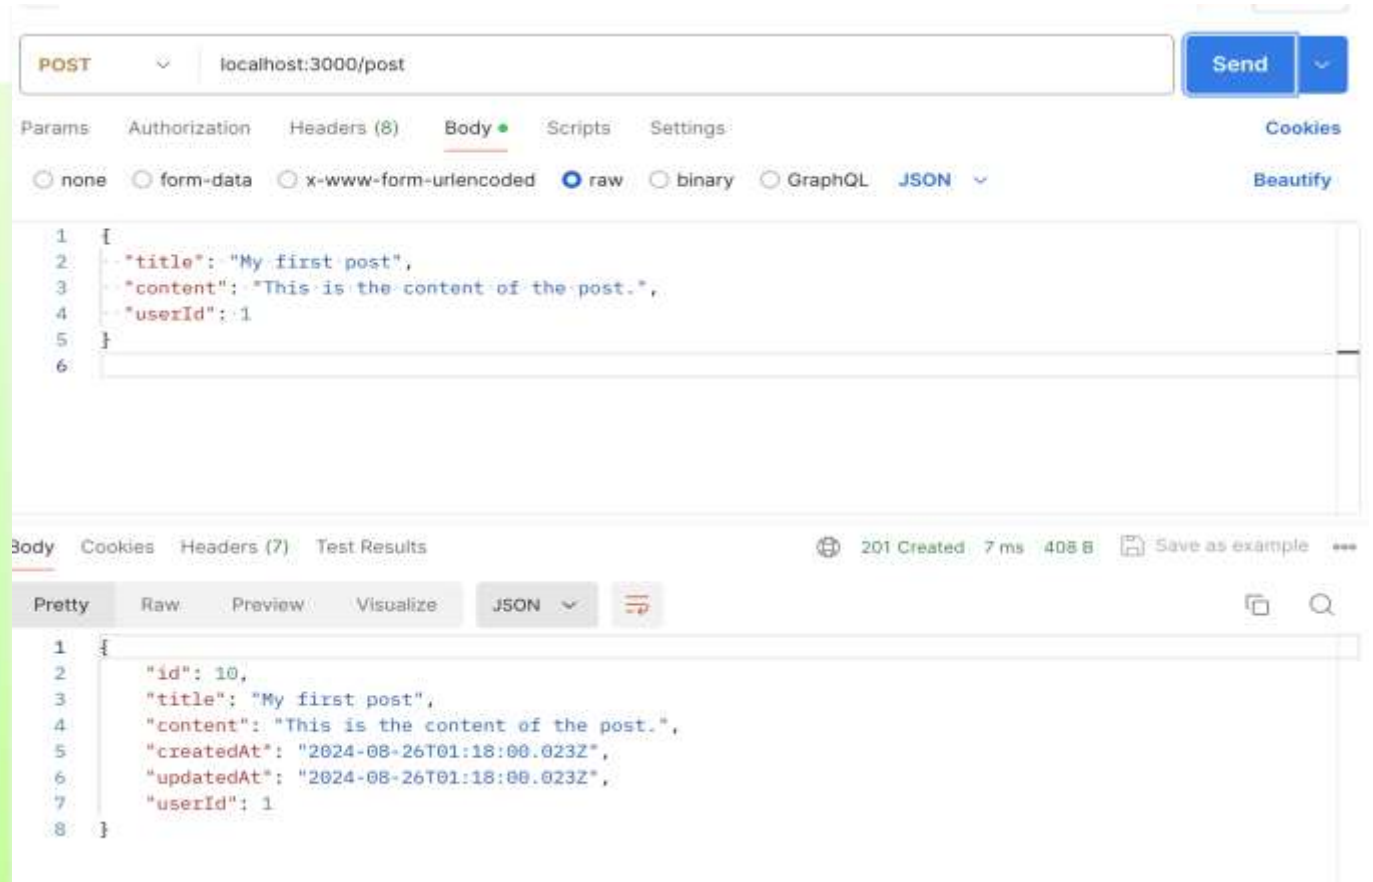 POST localhost:3000/post Send
Params Authorization Headers (8) Body Scripts Settings Cookies
none form-data x-www-form-urlencoded raw binary GraphQL JSON Beautify
1 {
2 "title": "My first post",
3 "content": "This is the content of the post.",
4 "userId": 1
5 }
6
Body Cookies Headers (7) Test Results 201 Created 7 ms 408 B Save as example
Pretty Raw Preview Visualize JSON
1 {
2 "id": 10,
3 "title": "My first post",
4 "content": "This is the content of the post.",
5 "createdAt": "2024-08-26T01:18:00.023Z",
6 "updatedAt": "2024-08-26T01:18:00.023Z",
7 "userId": 1
8 }